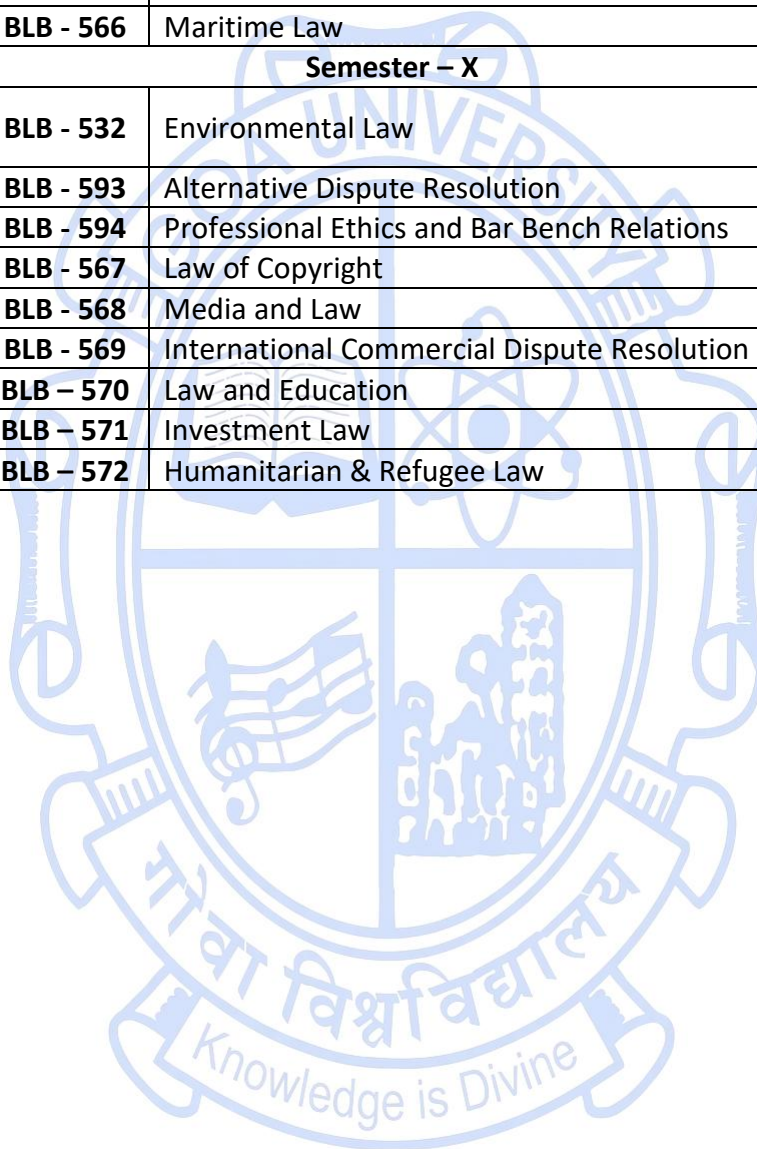 BLB - 566 Maritime Law
Semester – X
BLB - 532 Environmental Law
BLB - 593 Alternative Dispute Resolution
BLB - 594 Professional Ethics and Bar Bench Relations
BLB - 567 Law of Copyright
BLB - 568 Media and Law
BLB - 569 International Commercial Dispute Resolution
BLB – 570 Law and Education
BLB – 571 Investment Law
BLB – 572 Humanitarian & Refugee Law
GOA UNIVERSITY
गोंवा विश्वविद्यालय
Knowledge is Divine